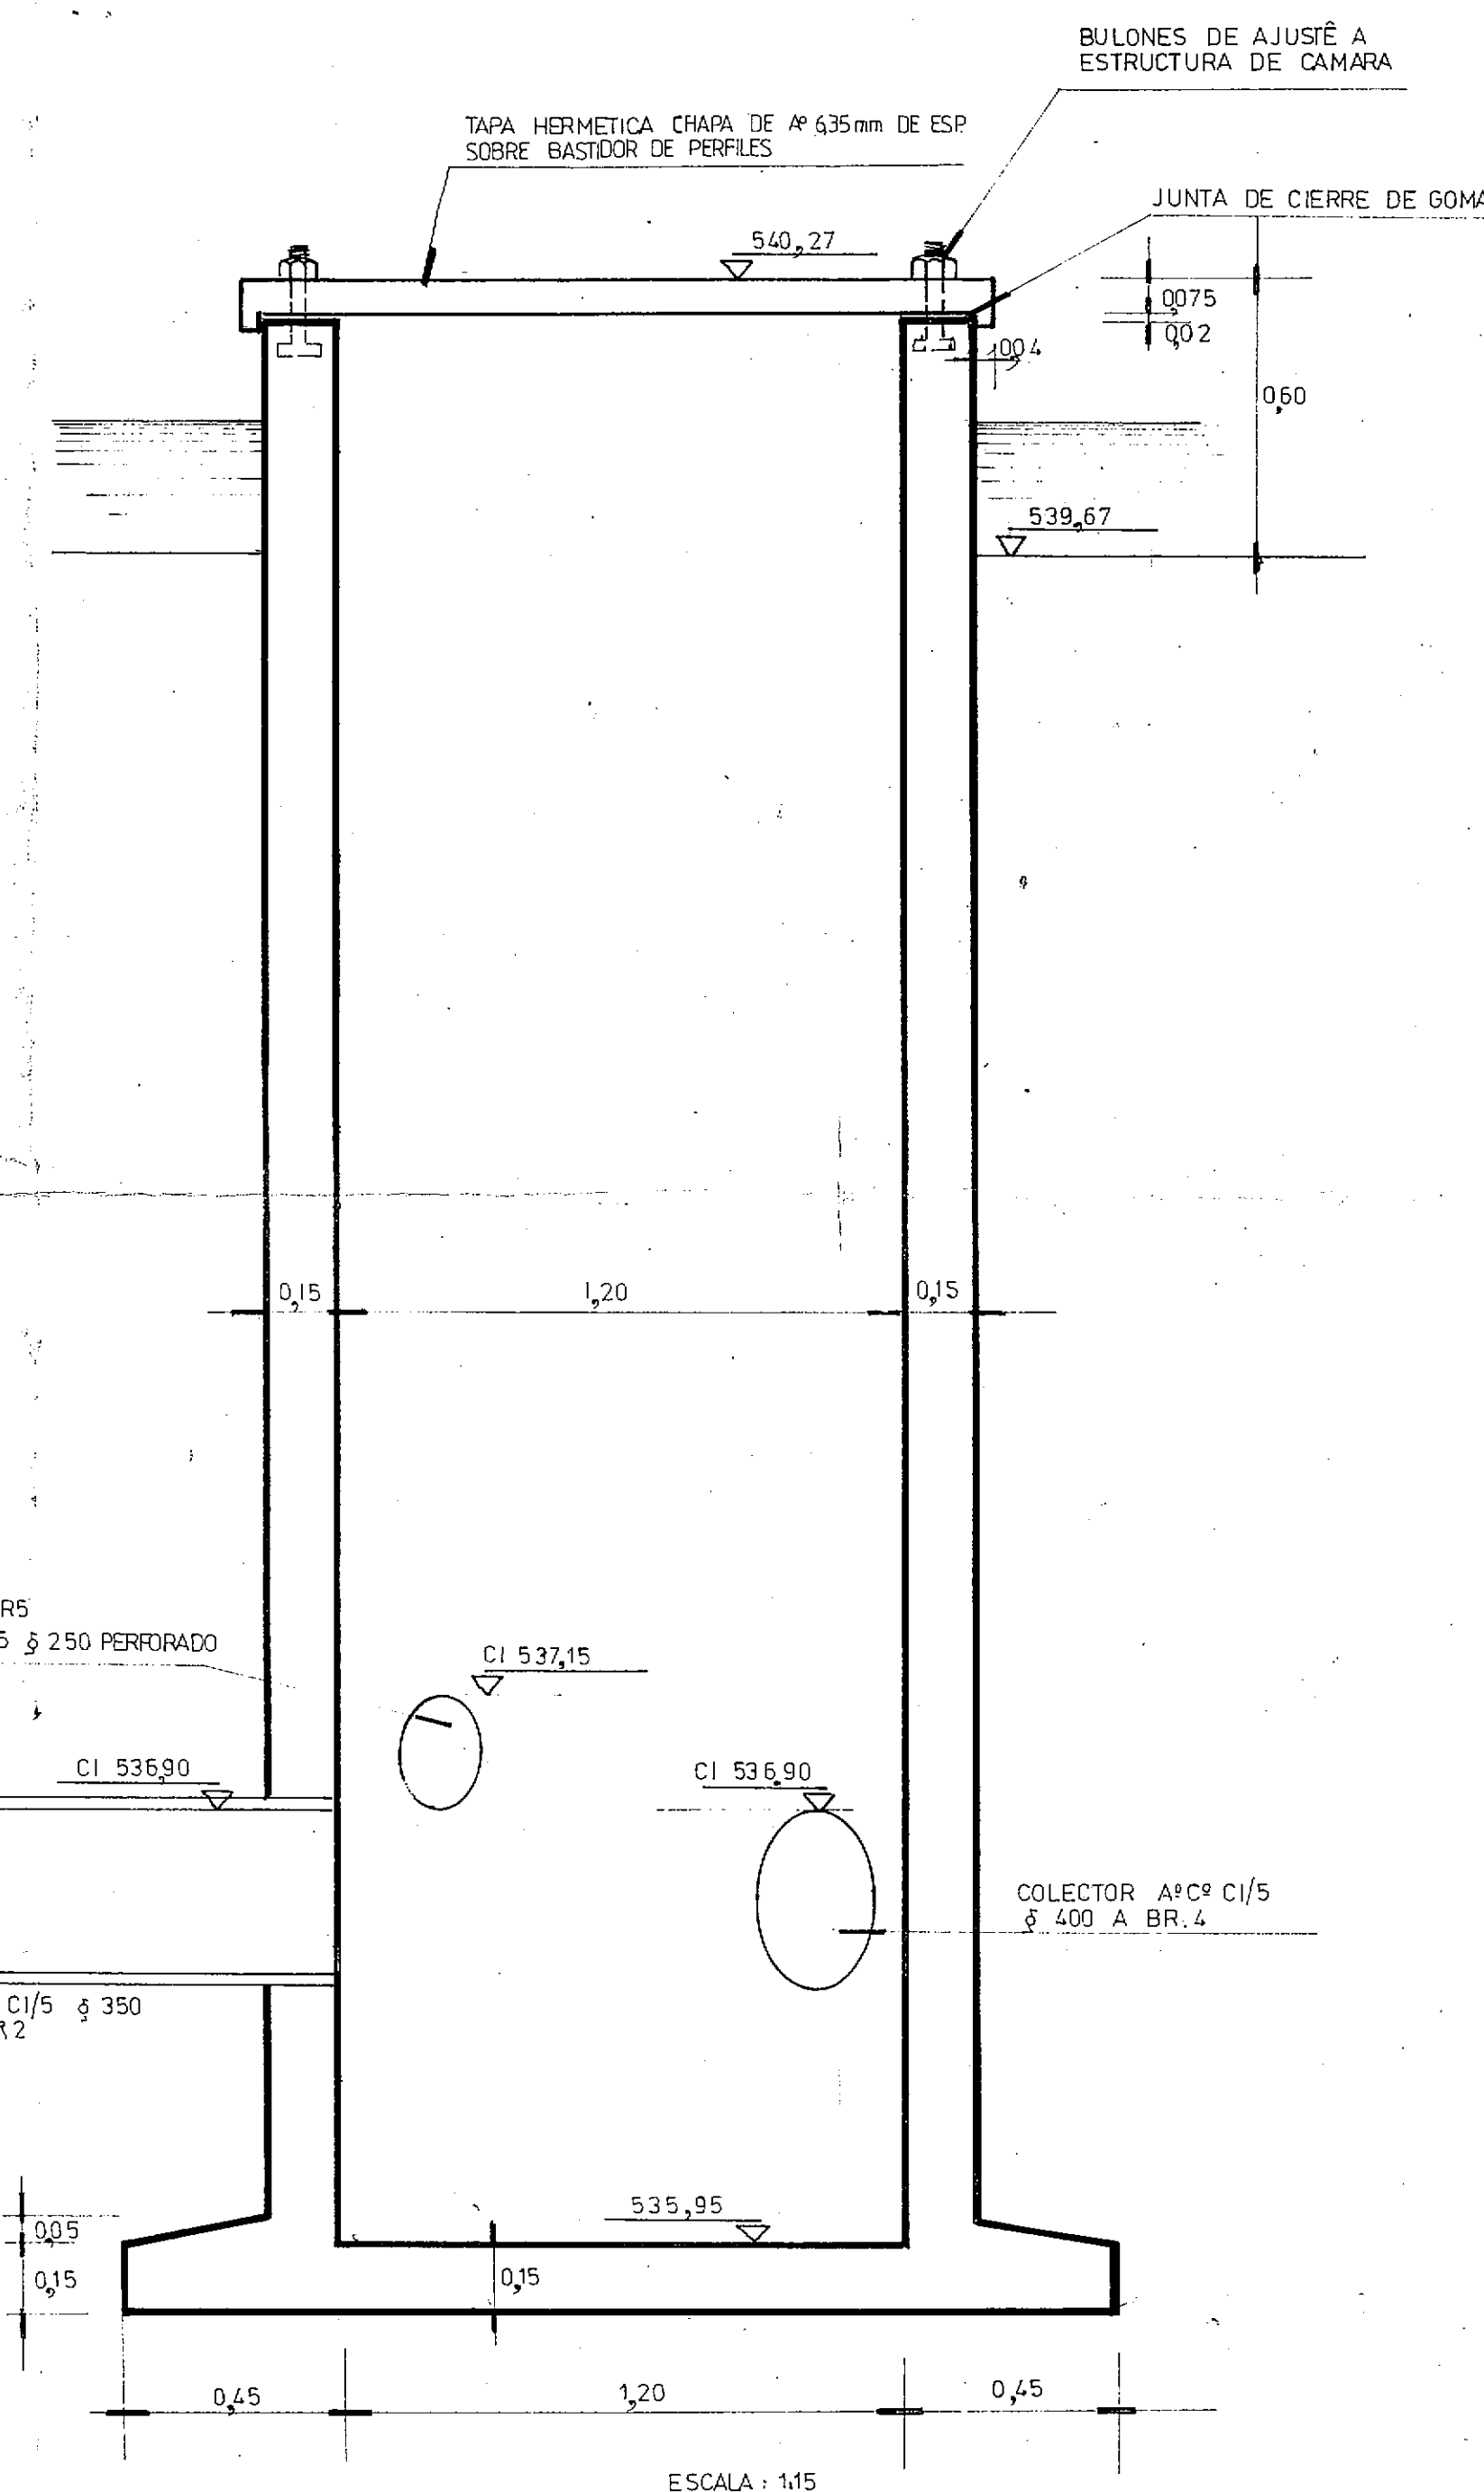 BULONES DE AJUSTE A
ESTRUCTURA DE CAMARA
TAPA HERMETICA CHAPA DE Aº 6,35mm DE ESP.
SOBRE BASTIDOR DE PERFILES
JUNTA DE CIERRE DE GOMA
540,27
0,075
0,02
0,04
0,60
539,67
0,15
1,20
0,15
R5
5 ϕ 250 PERFORADO
CI 537,15
CI 536,90
CI 536,90
COLECTOR AºCº CI/5
ϕ 400 A BR. 4
CI/5 ϕ 350
R2
535,95
0,05
0,15
0,15
0,45
1,20
0,45
ESCALA : 1:15